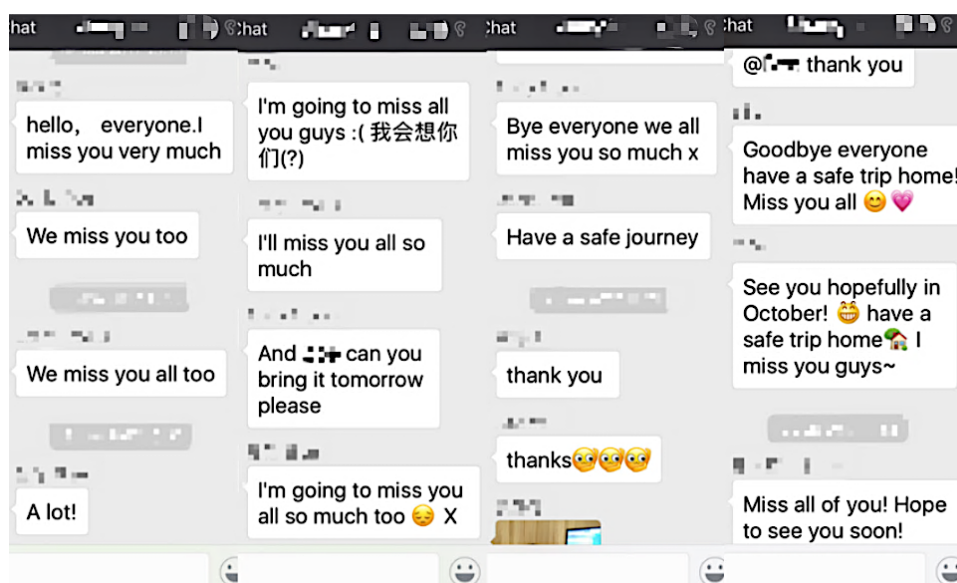 Chat
hello, everyone.I
miss you very much
We miss you too
We miss you all too
A lot!
Chat
I'm going to miss all
you guys :( 我会想你
们(?)
I'll miss you all so
much
And can you
bring it tomorrow
please
I'm going to miss you
all so much too 😔 X
Chat
Bye everyone we all
miss you so much x
Have a safe journey
thank you
thanks🤗🤗🤗
Chat
@ thank you
Goodbye everyone
have a safe trip home!
Miss you all 😊 💗
See you hopefully in
October! 😁 have a
safe trip home🏡 I
miss you guys~
Miss all of you! Hope
to see you soon!